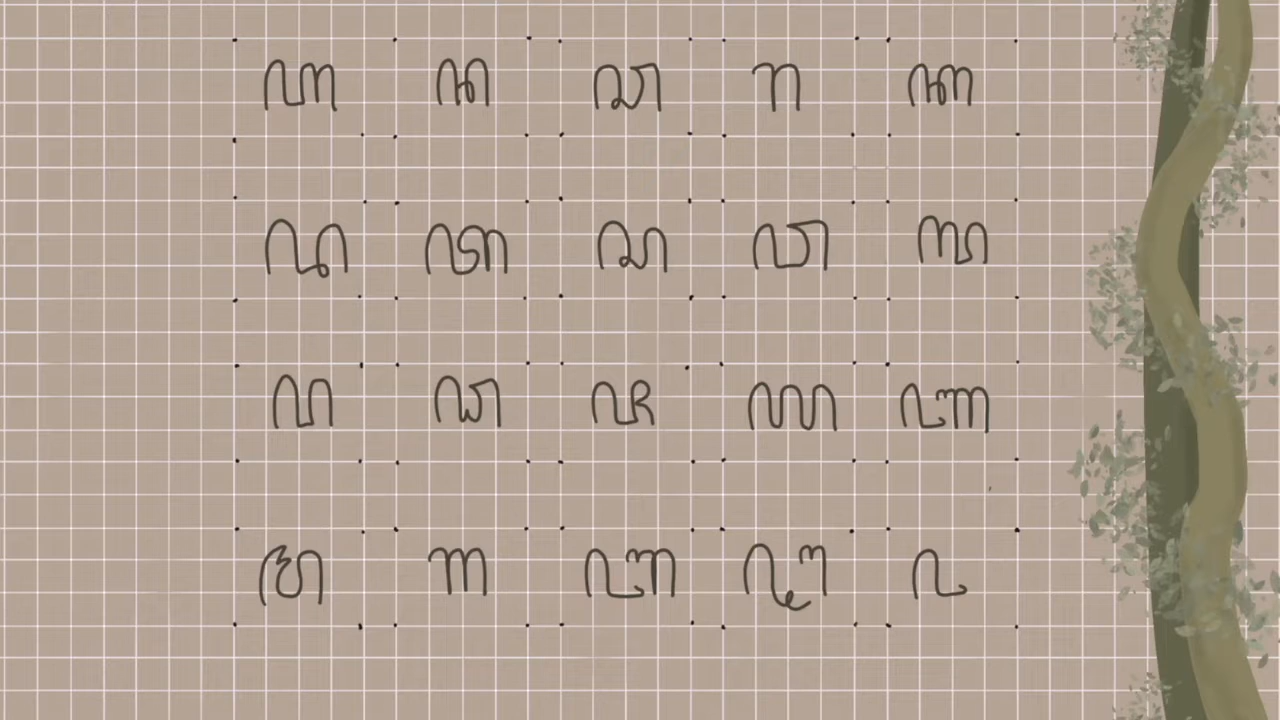 ꦲ ꦤ ꦕ ꦫ ꦏ
ꦢ ꦠ ꦱ ꦮ ꦭ
ꦥ ꦝ ꦗ ꦪ ꦚ
ꦩ ꦒ ꦧ ꦛ ꦔ